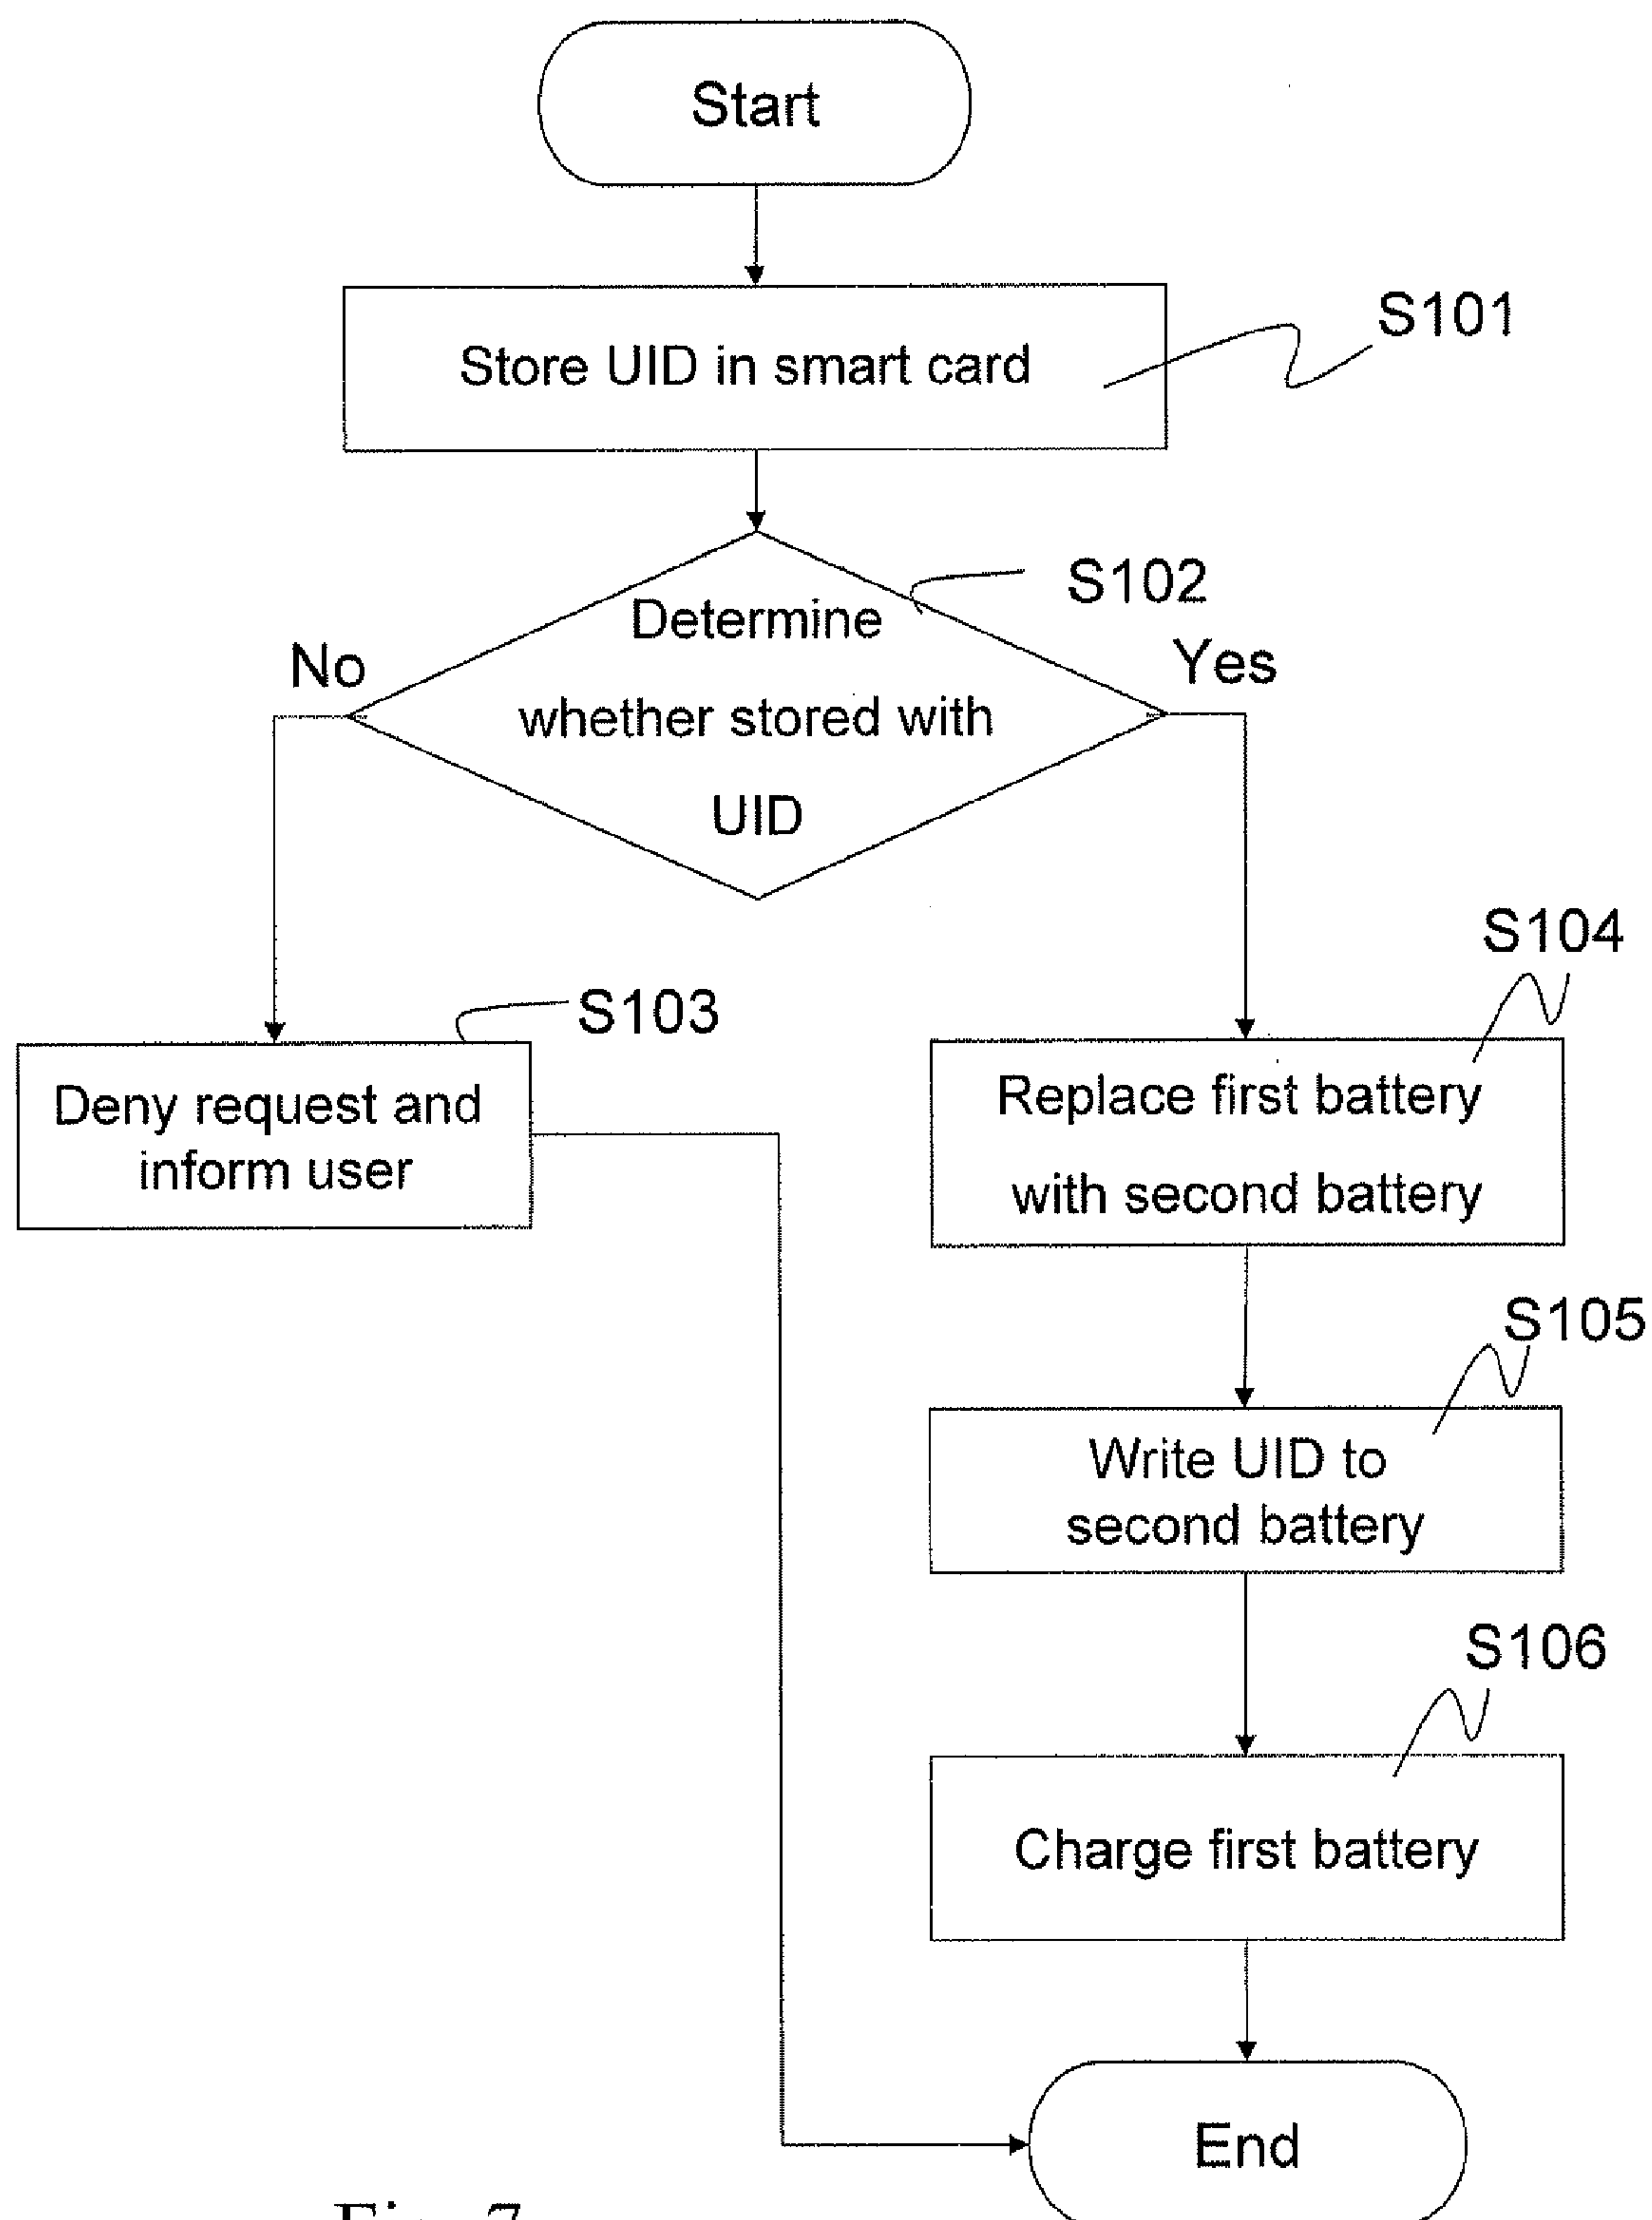 Start
Store UID in smart card
S101
Determine
whether stored with
UID
S102
No
Yes
S103
Deny request and
inform user
S104
Replace first battery
with second battery
S105
Write UID to
second battery
S106
Charge first battery
End
Fig. 7